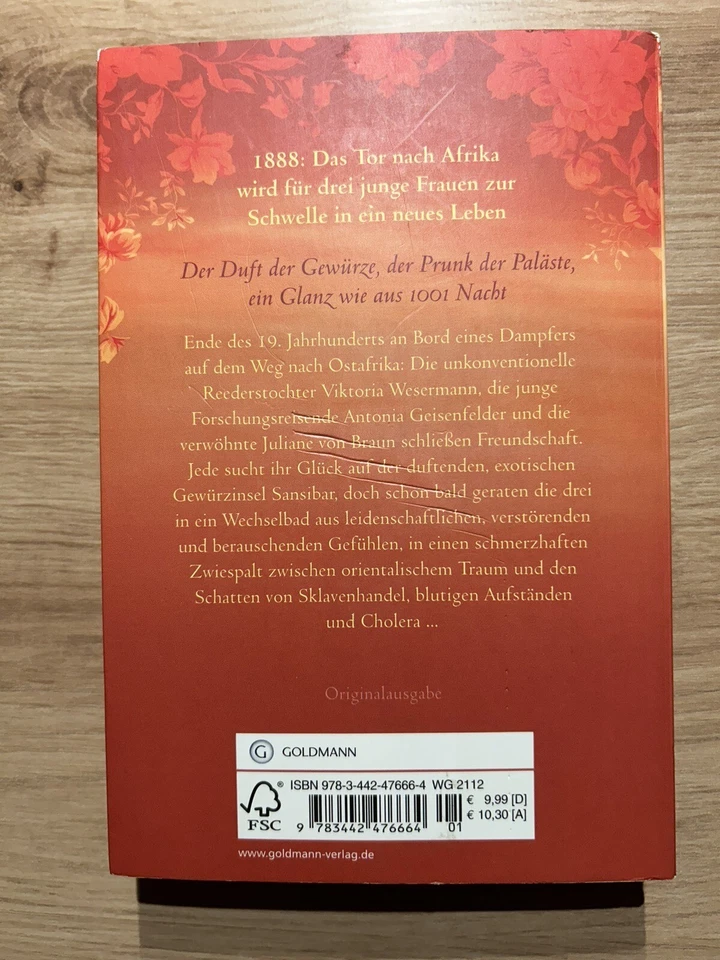 1888: Das Tor nach Afrika
wird für drei junge Frauen zur
Schwelle in ein neues Leben
Der Duft der Gewürze, der Prunk der Paläste,
ein Glanz wie aus 1001 Nacht
Ende des 19. Jahrhunderts an Bord eines Dampfers
auf dem Weg nach Ostafrika: Die unkonventionelle
Reederstochter Viktoria Wesermann, die junge
Forschungsreisende Antonia Geisenfelder und die
verwöhnte Juliane von Braun schließen Freundschaft.
Jede sucht ihr Glück auf der duftenden, exotischen
Gewürzinsel Sansibar, doch schon bald geraten die drei
in ein Wechselbad aus leidenschaftlichen, verstörenden
und berauschenden Gefühlen, in einen schmerzhaften
Zwiespalt zwischen orientalischem Traum und den
Schatten von Sklavenhandel, blutigen Aufständen
und Cholera ...
Originalausgabe
G GOLDMANN
ISBN 978-3-442-47666-4 WG 2112
€ 9,99 [D]
€ 10,30 [A]
FSC®
9 783442 476664 01
www.goldmann-verlag.de